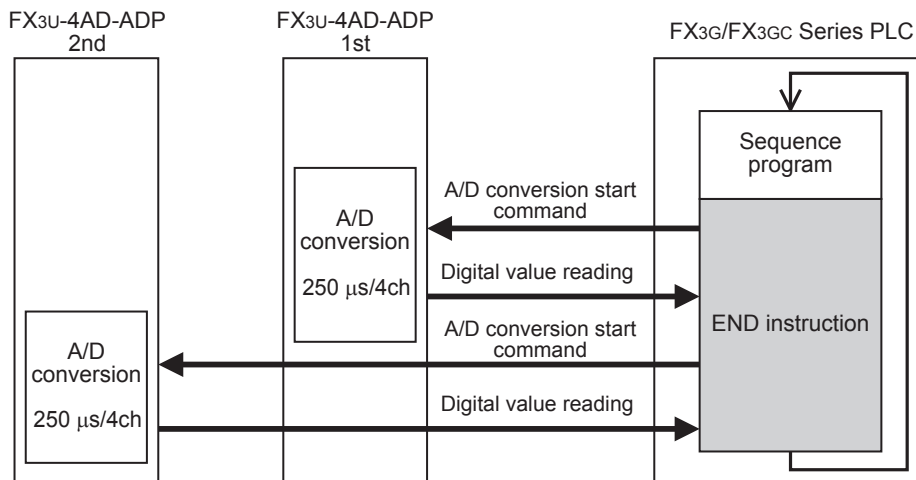 FX3U-4AD-ADP
2nd
FX3U-4AD-ADP
1st
FX3G/FX3GC Series PLC
Sequence
program
A/D conversion start
command
A/D
conversion
250 μs/4ch
Digital value reading
END instruction
A/D conversion start
command
A/D
conversion
250 μs/4ch
Digital value reading